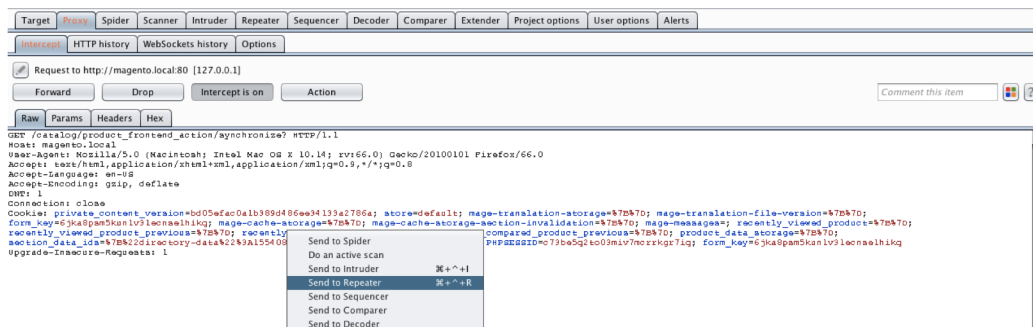 Target Proxy Spider Scanner Intruder Repeater Sequencer Decoder Comparer Extender Project options User options Alerts
Intercept HTTP history WebSockets history Options
Request to http://magento.local:80 [127.0.0.1]
Forward Drop Intercept is on Action Comment this item ?
Raw Params Headers Hex
GET /catalog/product_frontend_action/synchronize? HTTP/1.1
Host: magento.local
User-Agent: Mozilla/5.0 (Macintosh; Intel Mac OS X 10.14; rv:66.0) Gecko/20100101 Firefox/66.0
Accept: text/html,application/xhtml+xml,application/xml;q=0.9,*/*;q=0.8
Accept-Language: en-US
Accept-Encoding: gzip, deflate
DNT: 1
Connection: close
Cookie: private_content_version=bd05efac0a1b989d486ee94139a2786a; store=default; mage-translation-storage=%7B%7D; mage-translation-file-version=%7B%7D;
form_key=6jka8pam5kunlv31ecnaelhikq; mage-cache-storage=%7B%7D; mage-cache-storage-section-invalidation=%7B%7D; mage-messages=; recently_viewed_product=%7B%7D;
recently_viewed_product_previous=%7B%7D; recently compared_product_previous=%7B%7D; product_data_storage=%7B%7D;
section_data_ids=%7B%22directory-data%22%3A155408 PHPSESSID=c79be5q2to03miv7mcrrkgr7iq; form_key=6jka8pam5kunlv31ecnaelhikq
Upgrade-Insecure-Requests: 1
Send to Spider
Do an active scan
Send to Intruder ⌘+^+I
Send to Repeater ⌘+^+R
Send to Sequencer
Send to Comparer
Send to Decoder